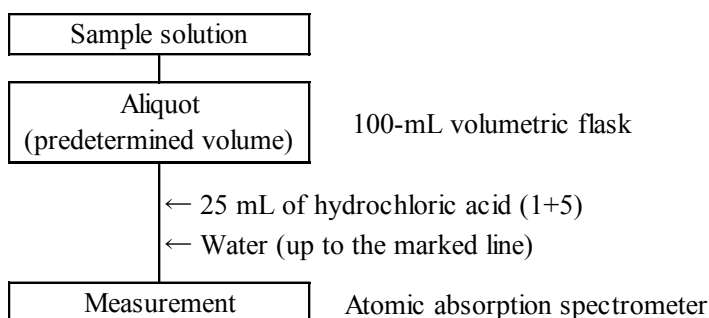 Sample solution
Aliquot
(predetermined volume)
100-mL volumetric flask
← 25 mL of hydrochloric acid (1+5)
← Water (up to the marked line)
Measurement
Atomic absorption spectrometer